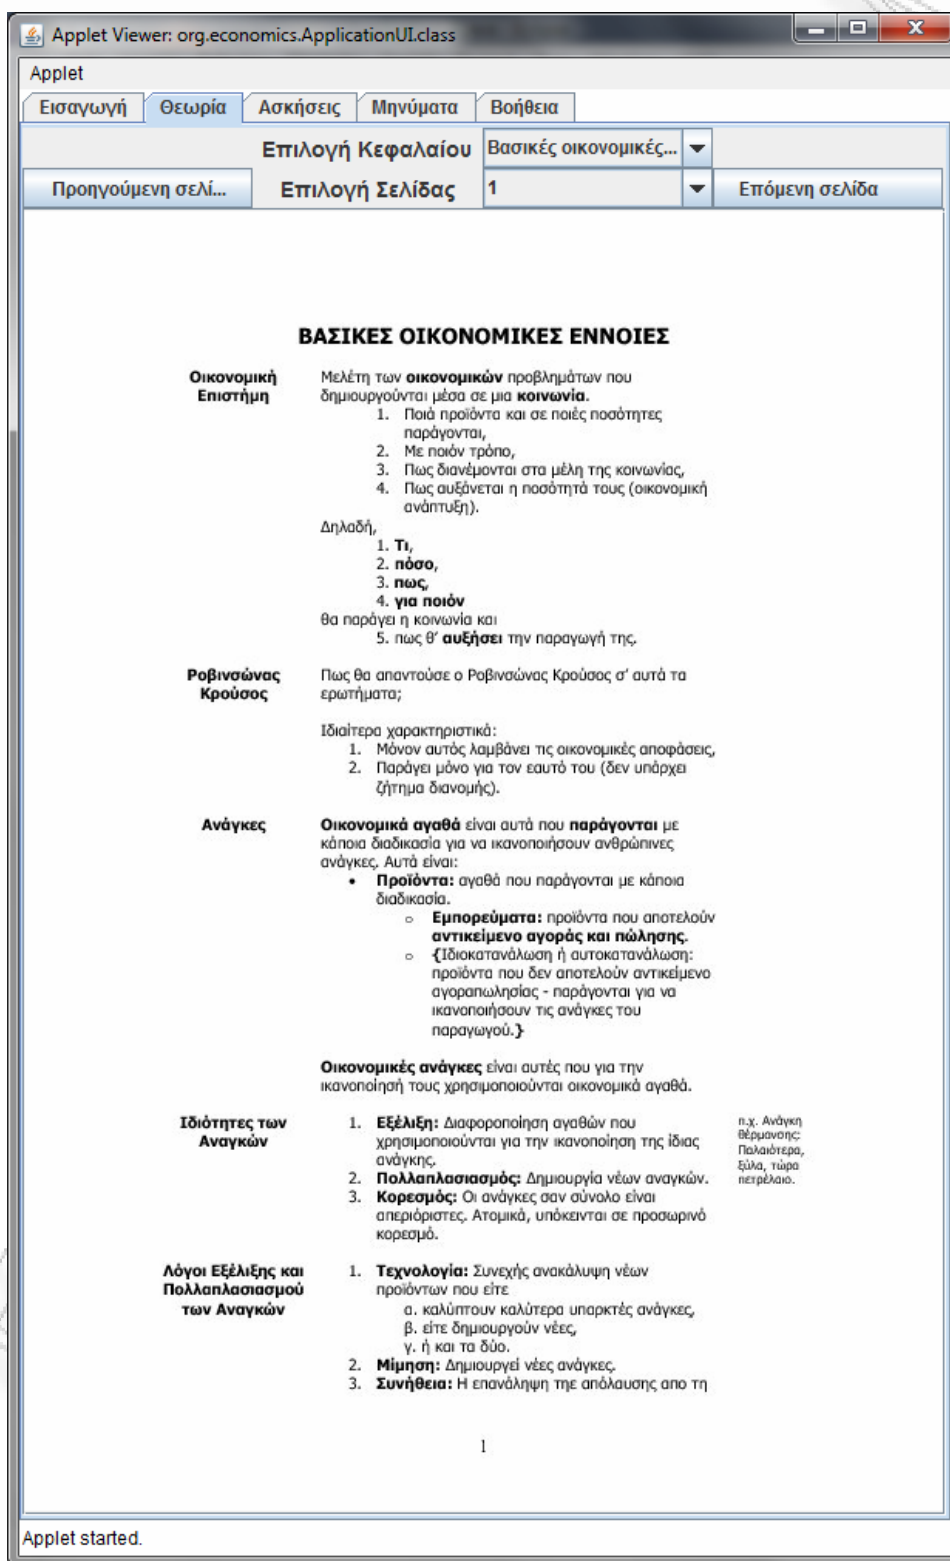 Applet Viewer: org.economics.ApplicationUI.class
Applet
Εισαγωγή Θεωρία Ασκήσεις Μηνύματα Βοήθεια
Επιλογή Κεφαλαίου Βασικές οικονομικές...
Προηγούμενη σελί... Επιλογή Σελίδας 1 Επόμενη σελίδα
ΒΑΣΙΚΕΣ ΟΙΚΟΝΟΜΙΚΕΣ ΕΝΝΟΙΕΣ
Οικονομική
Επιστήμη
Μελέτη των οικονομικών προβλημάτων που
δημιουργούνται μέσα σε μια κοινωνία.
1. Ποιά προϊόντα και σε ποιές ποσότητες
παράγονται,
2. Με ποιόν τρόπο,
3. Πως διανέμονται στα μέλη της κοινωνίας,
4. Πως αυξάνεται η ποσότητά τους (οικονομική
ανάπτυξη).
Δηλαδή,
1. Τι,
2. πόσο,
3. πως,
4. για ποιόν
θα παράγει η κοινωνία και
5. πως θ' αυξήσει την παραγωγή της.
Ροβινσώνας
Κρούσος
Πως θα απαντούσε ο Ροβινσώνας Κρούσος σ' αυτά τα
ερωτήματα;
Ιδιαίτερα χαρακτηριστικά:
1. Μόνον αυτός λαμβάνει τις οικονομικές αποφάσεις,
2. Παράγει μόνο για τον εαυτό του (δεν υπάρχει
ζήτημα διανομής).
Ανάγκες
Οικονομικά αγαθά είναι αυτά που παράγονται με
κάποια διαδικασία για να ικανοποιήσουν ανθρώπινες
ανάγκες. Αυτά είναι:
• Προϊόντα: αγαθά που παράγονται με κάποια
διαδικασία.
o Εμπορεύματα: προϊόντα που αποτελούν
αντικείμενο αγοράς και πώλησης.
o {Ιδιοκατανάλωση ή αυτοκατανάλωση:
προϊόντα που δεν αποτελούν αντικείμενο
αγοραπωλησίας - παράγονται για να
ικανοποιήσουν τις ανάγκες του
παραγωγού.}
Οικονομικές ανάγκες είναι αυτές που για την
ικανοποίησή τους χρησιμοποιούνται οικονομικά αγαθά.
Ιδιότητες των
Αναγκών
1. Εξέλιξη: Διαφοροποίηση αγαθών που
χρησιμοποιούνται για την ικανοποίηση της ίδιας
ανάγκης.
2. Πολλαπλασιασμός: Δημιουργία νέων αναγκών.
3. Κορεσμός: Οι ανάγκες σαν σύνολο είναι
απεριόριστες. Ατομικά, υπόκεινται σε προσωρινό
κορεσμό.
π.χ. Ανάγκη
θέρμανσης:
Παλαιότερα,
ξύλα, τώρα
πετρέλαιο.
Λόγοι Εξέλιξης και
Πολλαπλασιασμού
των Αναγκών
1. Τεχνολογία: Συνεχής ανακάλυψη νέων
προϊόντων που είτε
α. καλύπτουν καλύτερα υπαρκτές ανάγκες,
β. είτε δημιουργούν νέες,
γ. ή και τα δύο.
2. Μίμηση: Δημιουργεί νέες ανάγκες.
3. Συνήθεια: Η επανάληψη τηε απόλαυσης απο τη
1
Applet started.